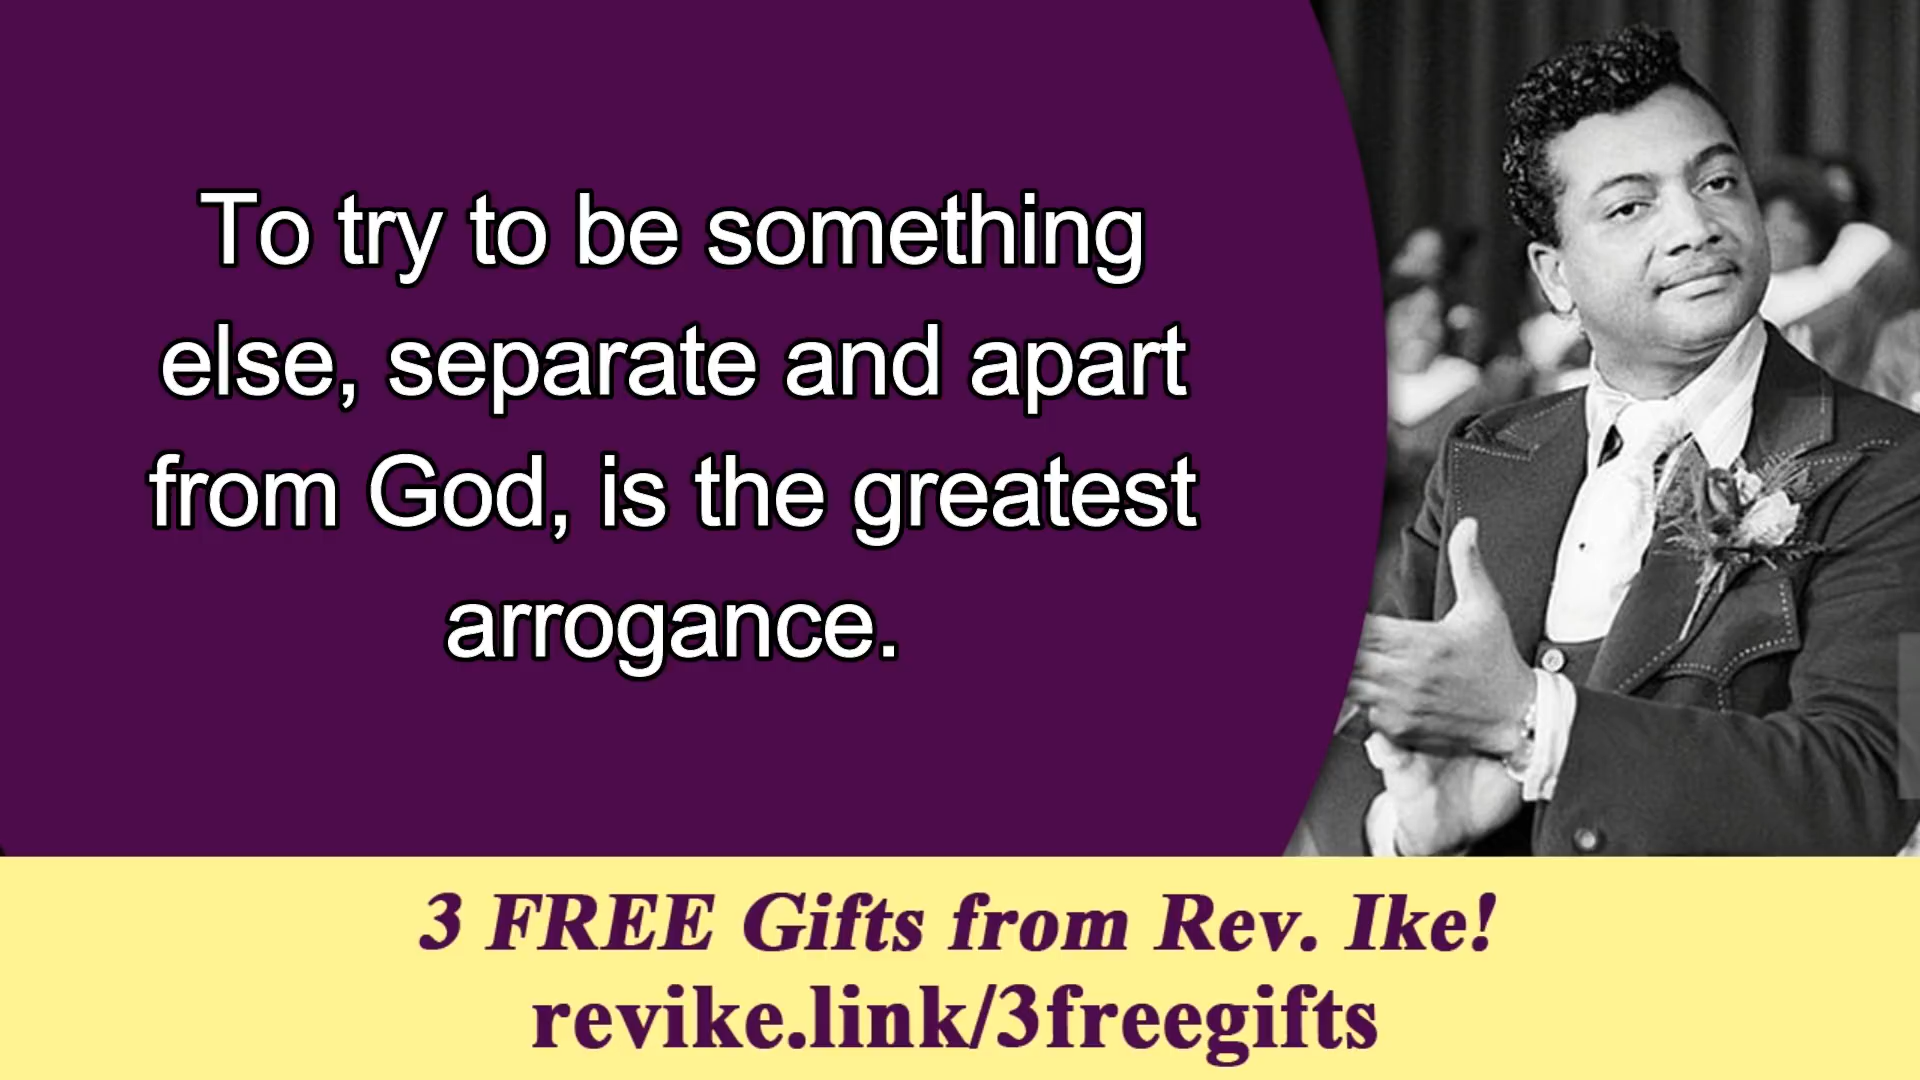 To try to be something
else, separate and apart
from God, is the greatest
arrogance.
3 FREE Gifts from Rev. Ike!
revike.link/3freegifts